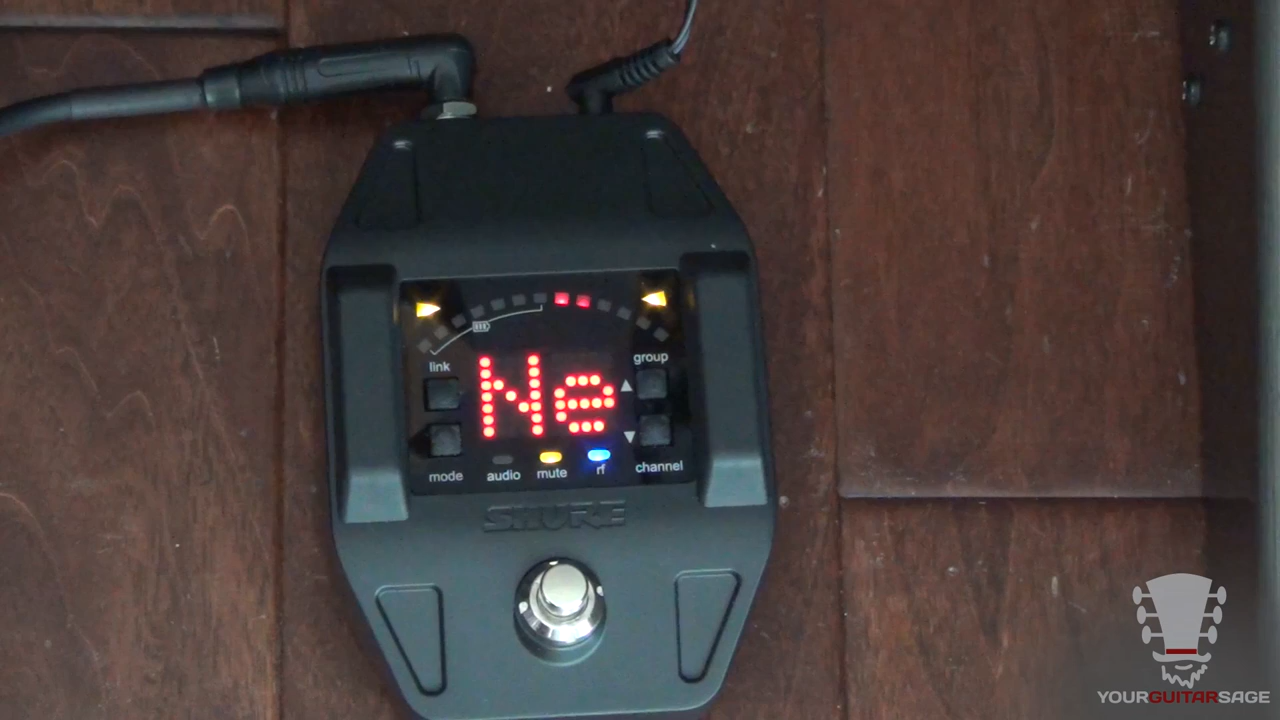 link
group
Ne
mode
audio
mute
rf
channel
SHURE
YOURGUITARSAGE